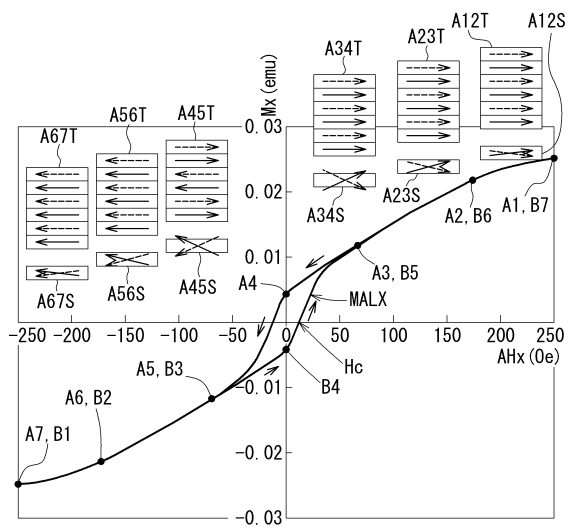 A12T
A12S
A23T
A34T
A45T
A56T
A67T
Mx (emu)
0.03
0.02
0.01
A34S
A23S
A1, B7
A2, B6
A3, B5
A45S
A56S
A67S
A4
MALX
-250 -200 -150 -100 -50 0 50 100 150 200 250
AHx (Oe)
Hc
B4
A5, B3
A6, B2
A7, B1
-0.01
-0.02
-0.03